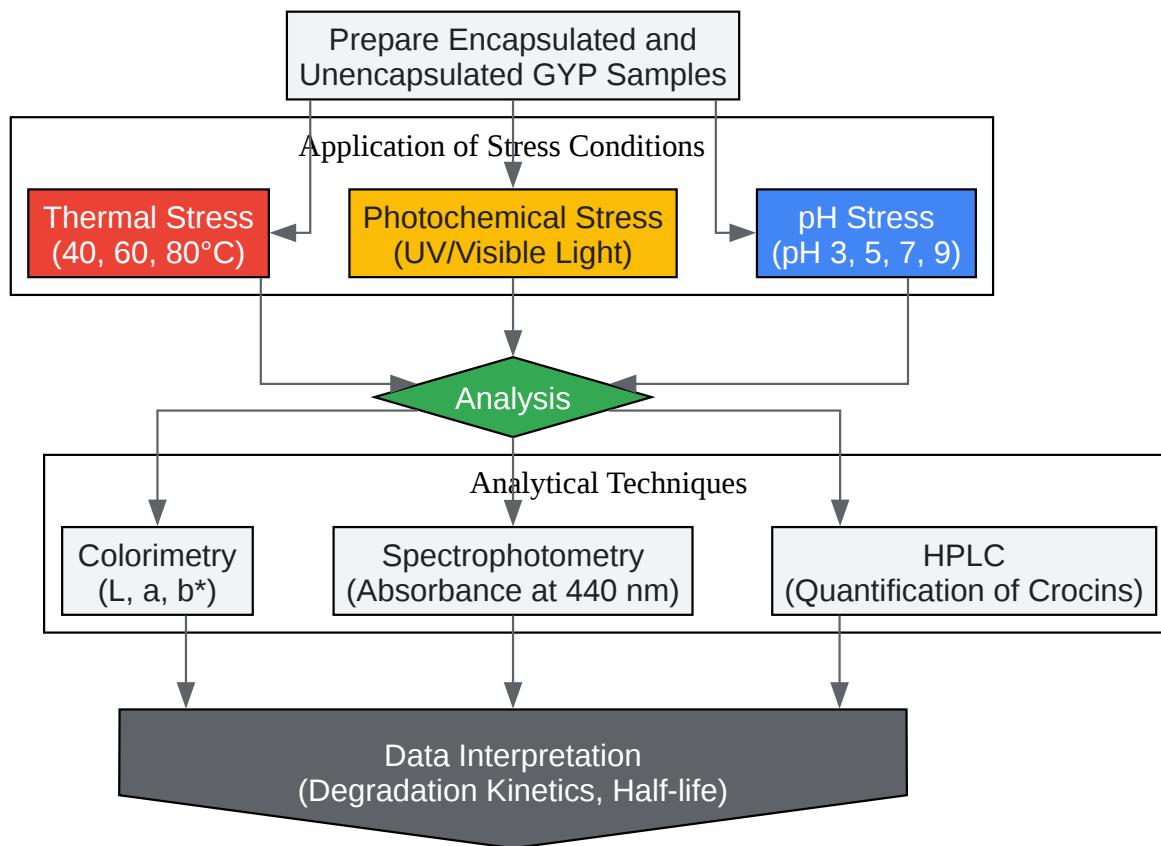 Prepare Encapsulated and
Unencapsulated GYP Samples
Application of Stress Conditions
Thermal Stress
(40, 60, 80°C)
Photochemical Stress
(UV/Visible Light)
pH Stress
(pH 3, 5, 7, 9)
Analysis
Analytical Techniques
Colorimetry
(L, a, b*)
Spectrophotometry
(Absorbance at 440 nm)
HPLC
(Quantification of Crocins)
Data Interpretation
(Degradation Kinetics, Half-life)